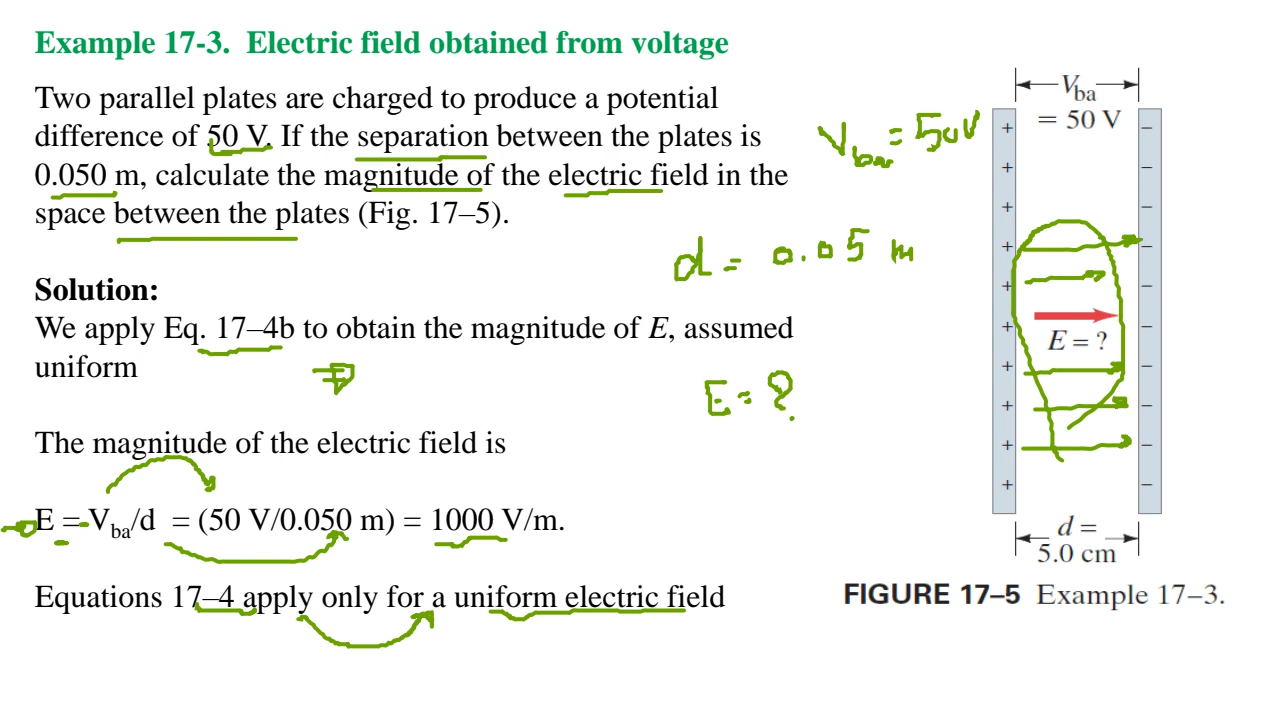 Example 17-3. Electric field obtained from voltage
Two parallel plates are charged to produce a potential
difference of 50 V. If the separation between the plates is
0.050 m, calculate the magnitude of the electric field in the
space between the plates (Fig. 17–5).
Solution:
We apply Eq. 17–4b to obtain the magnitude of E, assumed
uniform
The magnitude of the electric field is
E = Vba/d = (50 V/0.050 m) = 1000 V/m.
Equations 17–4 apply only for a uniform electric field
Vba = 50V
d = 0.05 m
E = ?
Vba
= 50 V
+ + + + + + + + + +
− − − − − − − − − −
E = ?
d =
5.0 cm
FIGURE 17–5 Example 17–3.